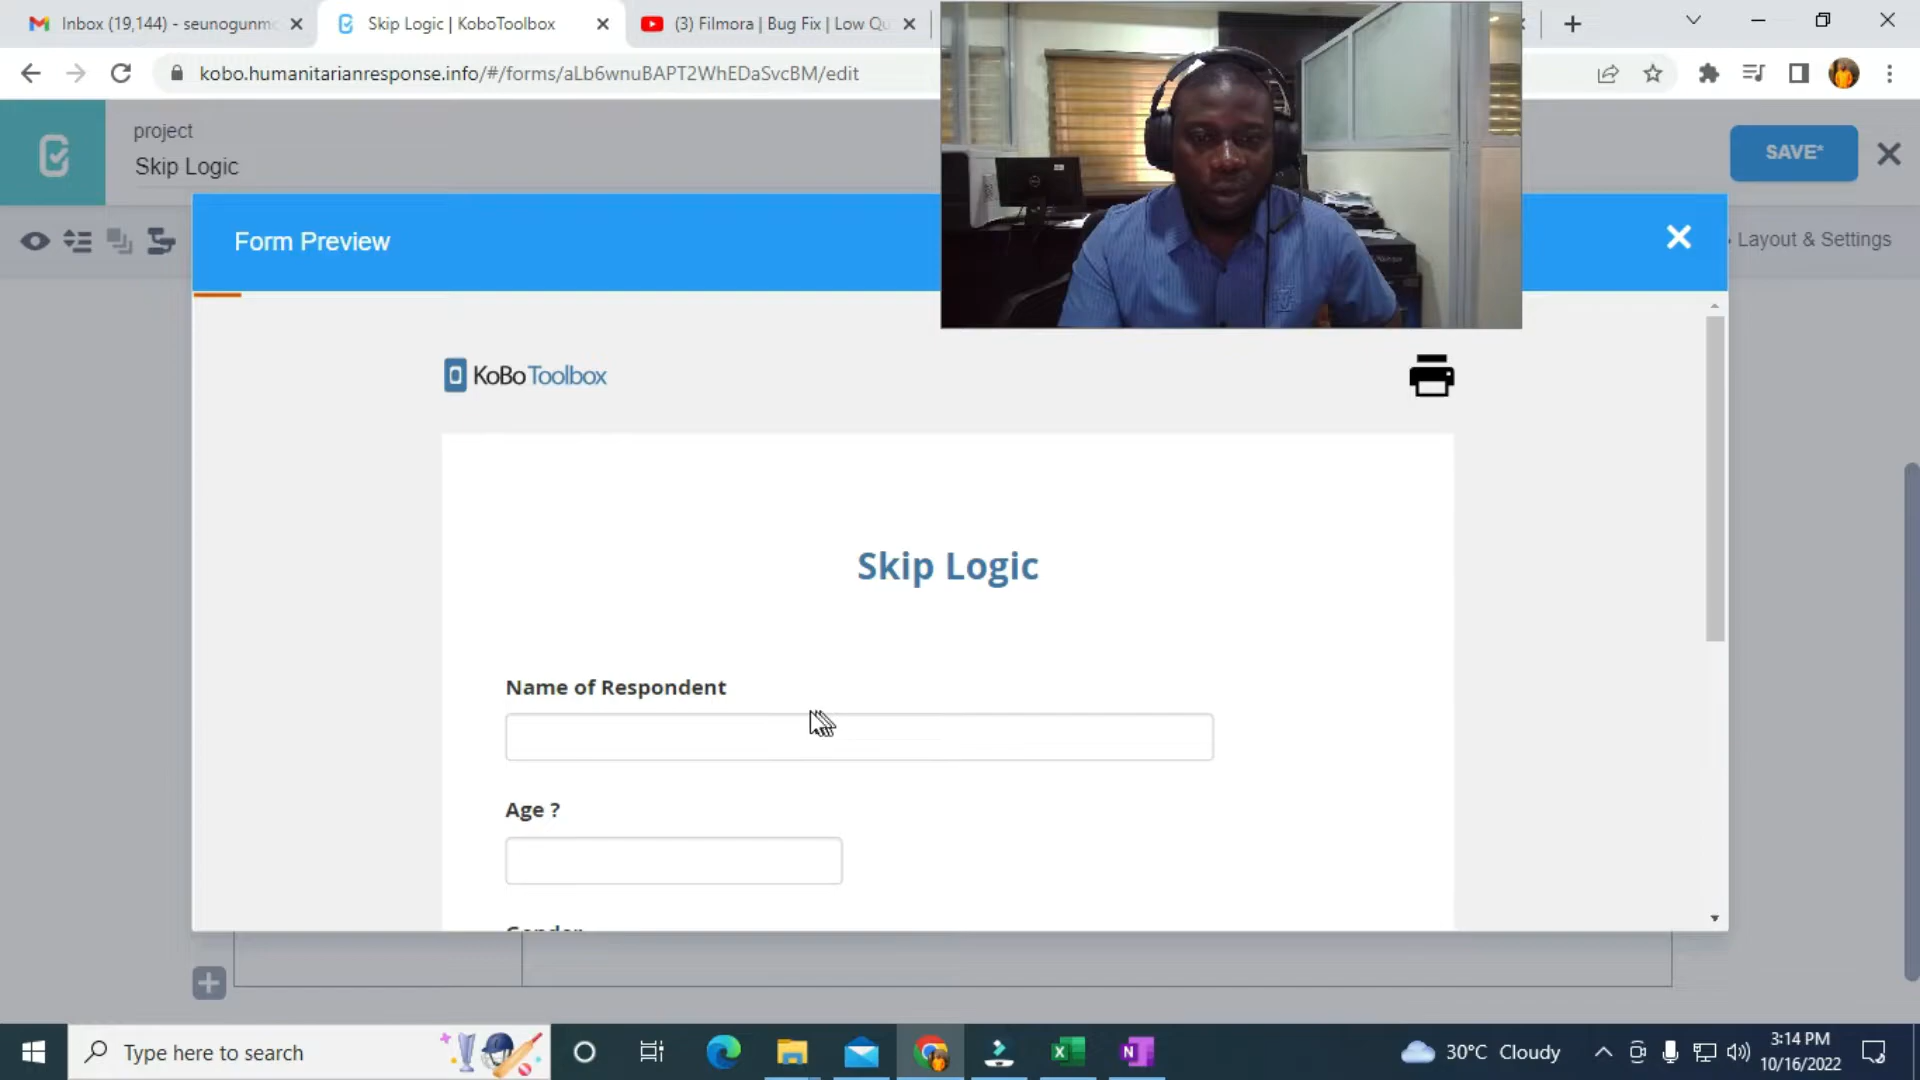 Inbox (19,144) - seunogunmo
Skip Logic | KoboToolbox
(3) Filmora | Bug Fix | Low Qu
kobo.humanitarianresponse.info/#/forms/aLb6wnuBAPT2WhEDaSvcBM/edit
project
Skip Logic
SAVE*
Layout & Settings
Form Preview
KoBoToolbox
Skip Logic
Name of Respondent
Age ?
Gender
Type here to search
30°C Cloudy
3:14 PM
10/16/2022